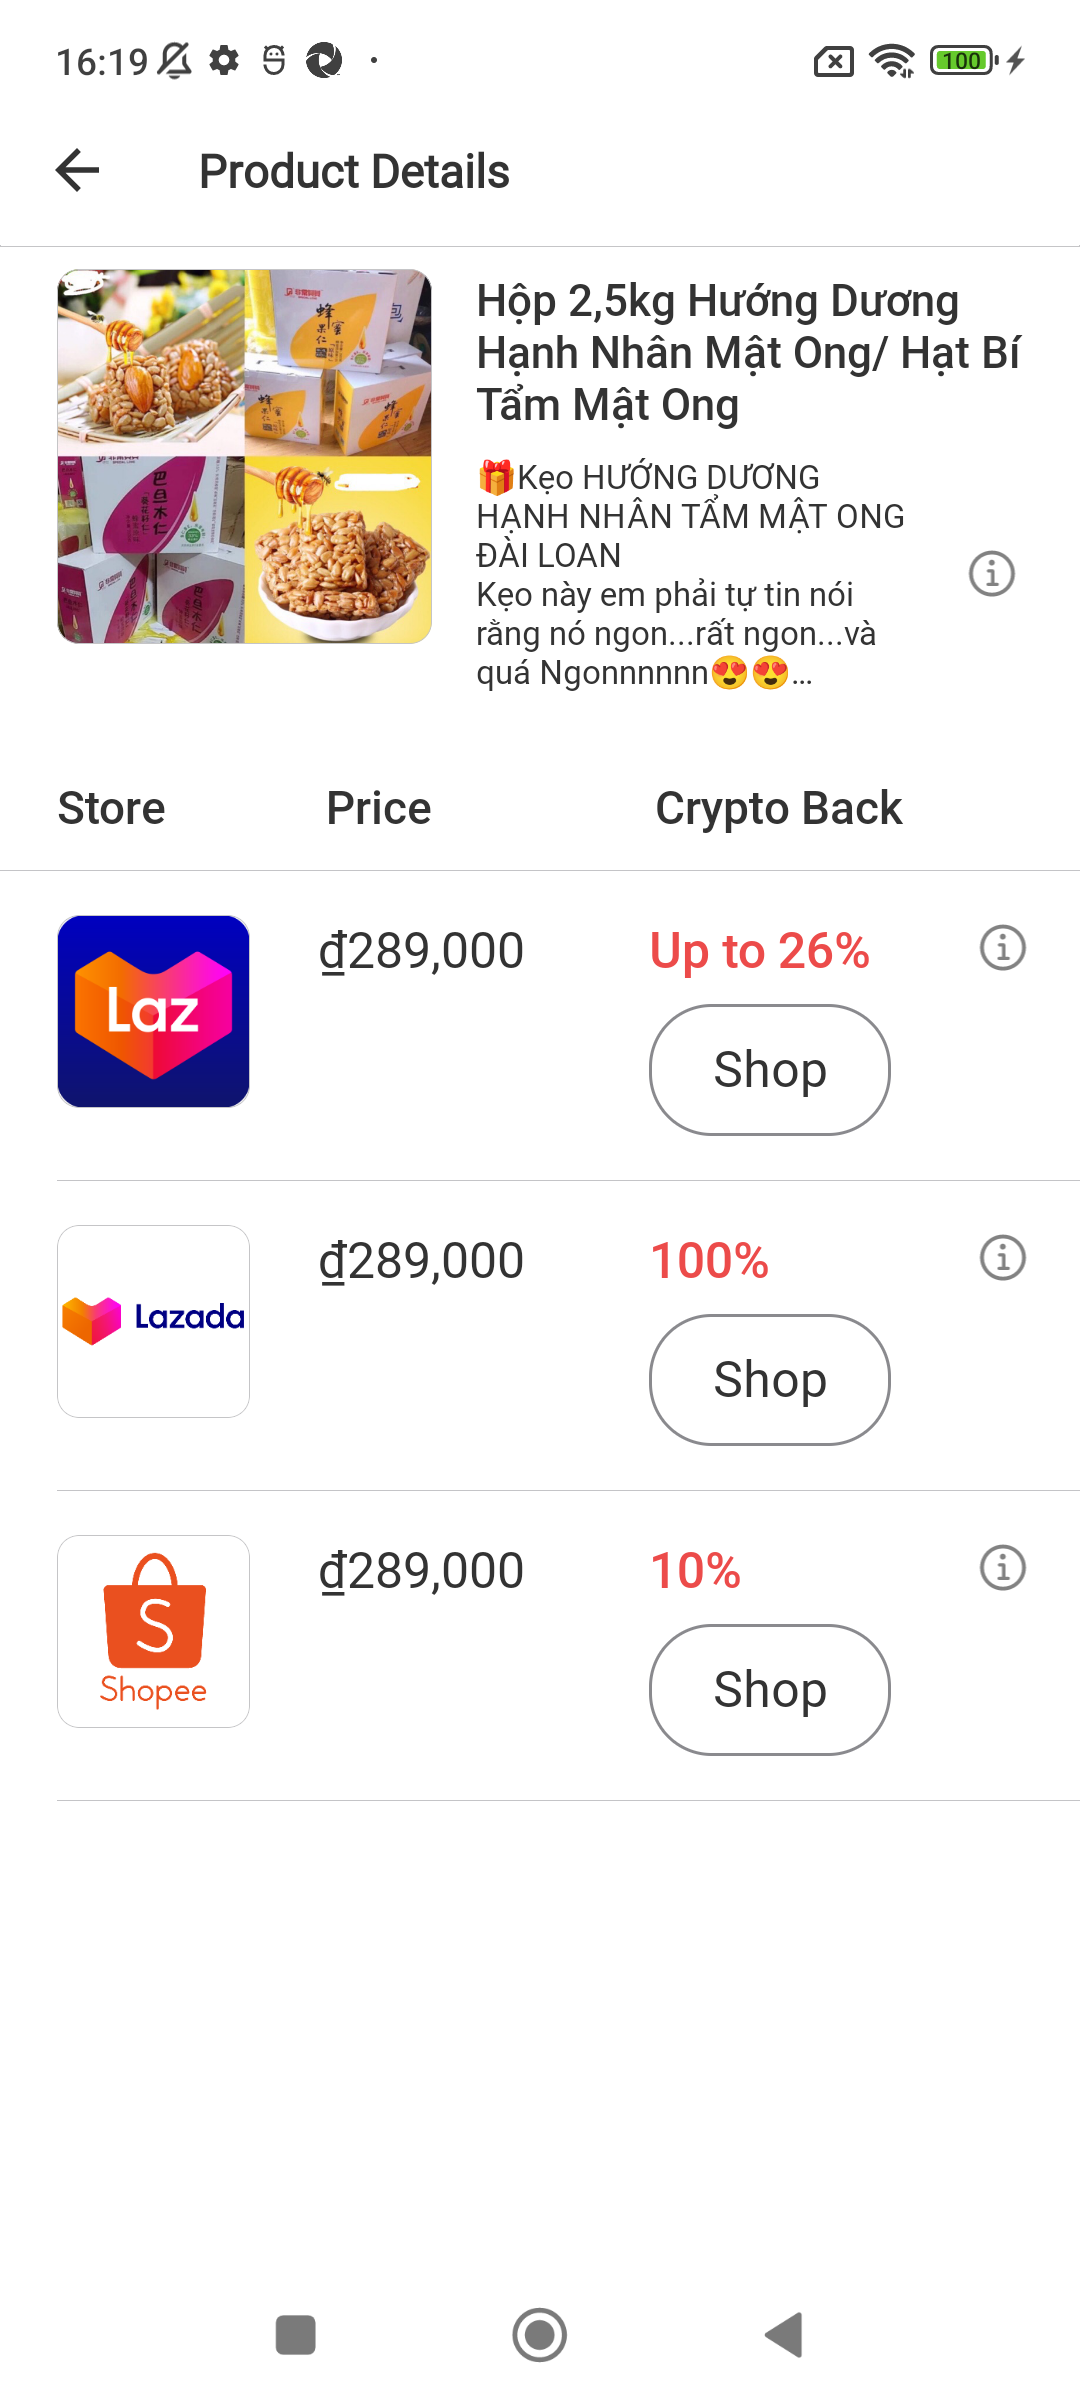 16:19
100
Product Details
Hộp 2,5kg Hướng Dương
Hạnh Nhân Mật Ong/ Hạt Bí
Tẩm Mật Ong
🎁Kẹo HƯỚNG DƯƠNG
HẠNH NHÂN TẨM MẬT ONG
ĐÀI LOAN
Kẹo này em phải tự tin nói
rằng nó ngon...rất ngon...và
quá Ngonnnnnn😍😍...
Store Price Crypto Back
Laz
₫289,000
Up to 26%
Shop
Lazada
₫289,000
100%
Shop
Shopee
₫289,000
10%
Shop